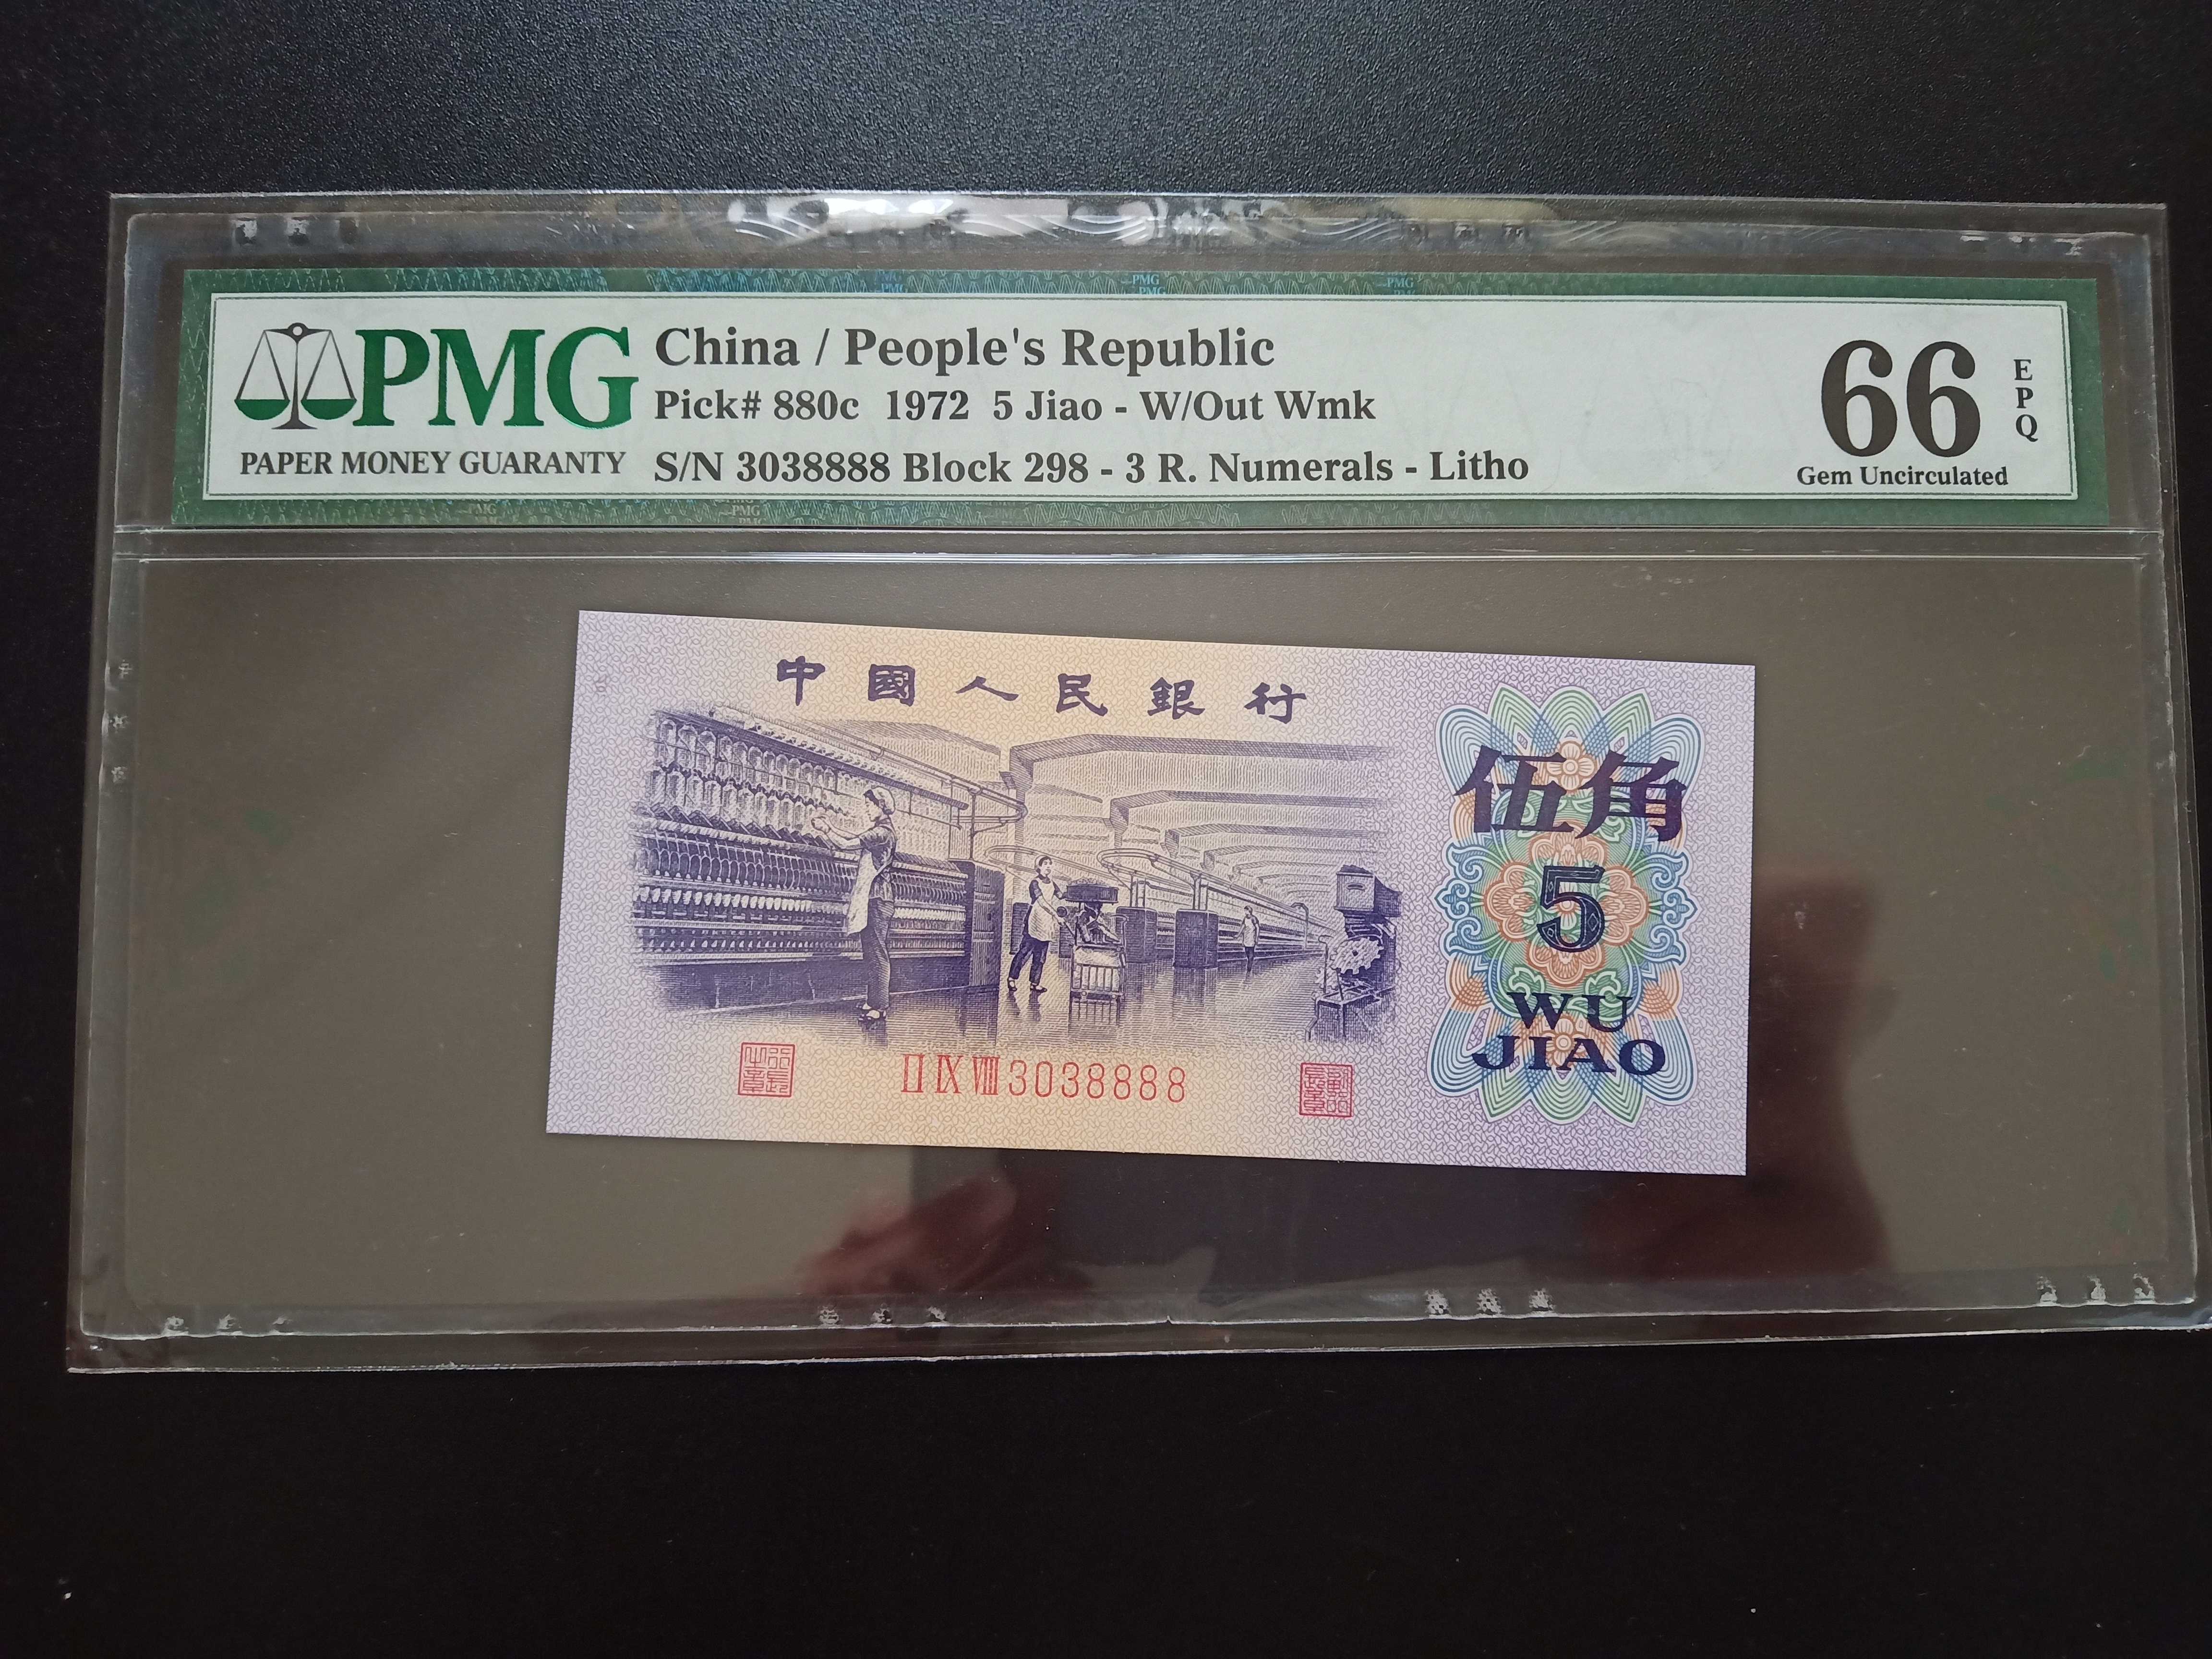 PMG
PAPER MONEY GUARANTY
China / People's Republic
Pick# 880c 1972 5 Jiao - W/Out Wmk
S/N 3038888 Block 298 - 3 R. Numerals - Litho
66
EPQ
Gem Uncirculated
中國人民銀行
伍角
5
WU
JIAO
II IX VIII 3038888